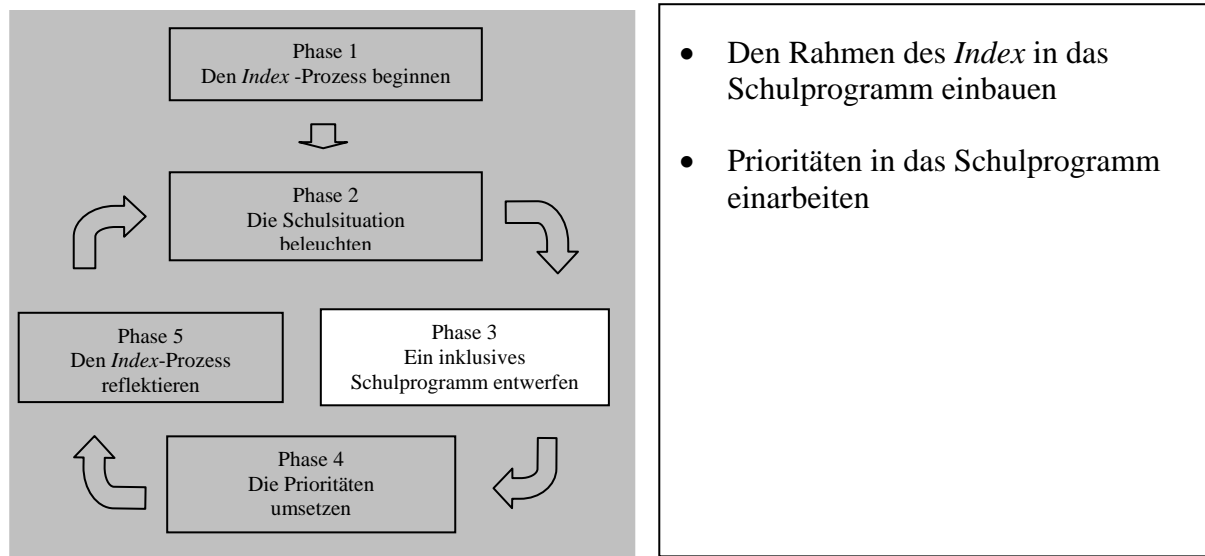 Phase 1
Den Index -Prozess beginnen
Phase 2
Die Schulsituation
beleuchten
Phase 5
Den Index-Prozess
reflektieren
Phase 3
Ein inklusives
Schulprogramm entwerfen
Phase 4
Die Prioritäten
umsetzen
• Den Rahmen des Index in das
Schulprogramm einbauen
• Prioritäten in das Schulprogramm
einarbeiten